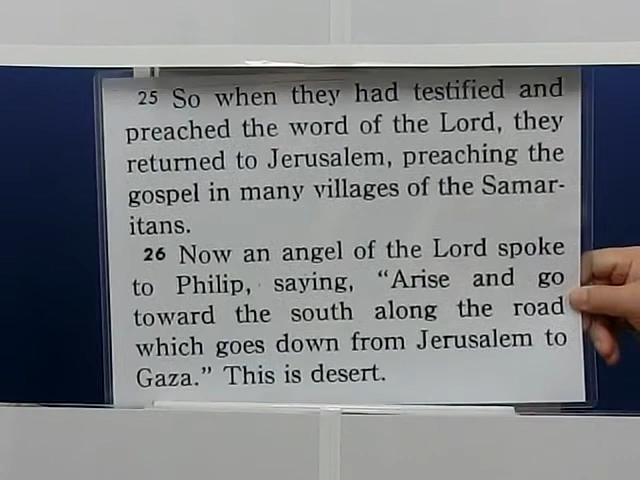 25 So when they had testified and
preached the word of the Lord, they
returned to Jerusalem, preaching the
gospel in many villages of the Samar-
itans.
26 Now an angel of the Lord spoke
to Philip, saying, “Arise and go
toward the south along the road
which goes down from Jerusalem to
Gaza.” This is desert.